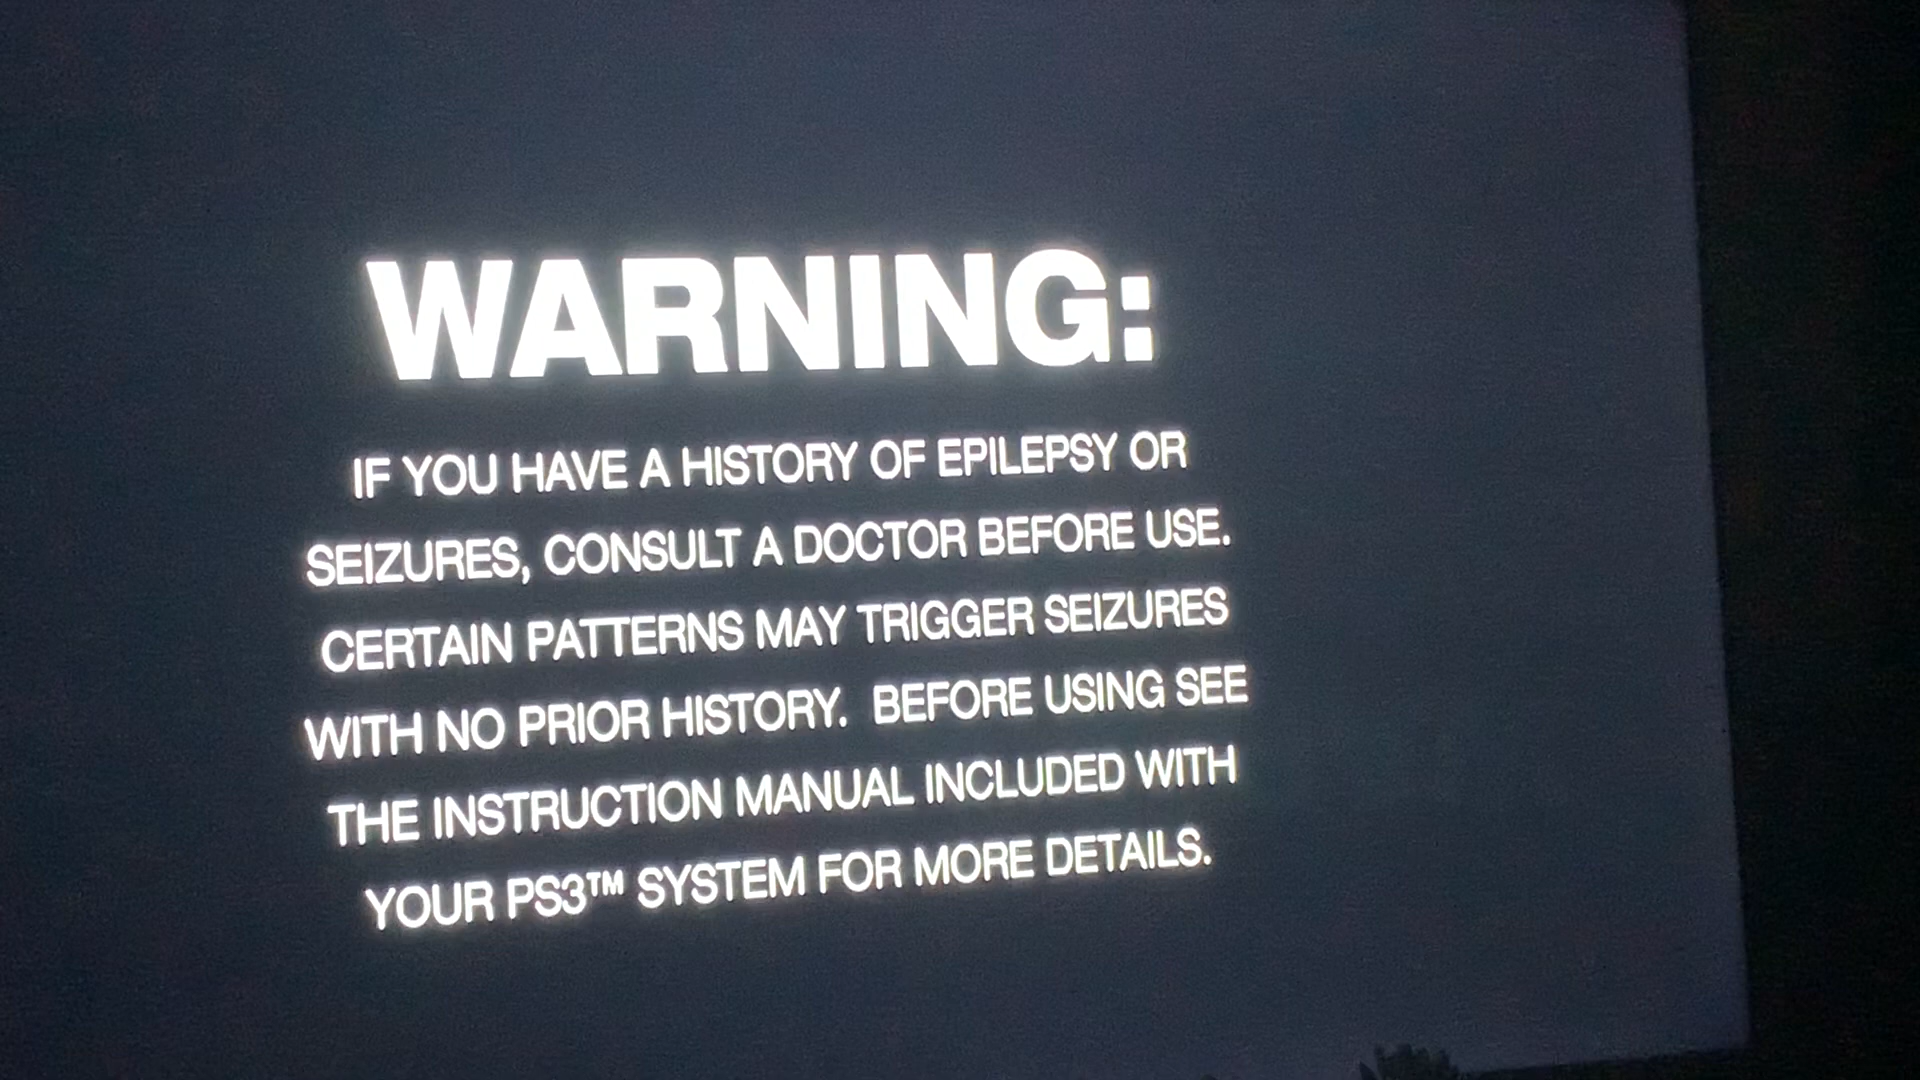 WARNING:
IF YOU HAVE A HISTORY OF EPILEPSY OR
SEIZURES, CONSULT A DOCTOR BEFORE USE.
CERTAIN PATTERNS MAY TRIGGER SEIZURES
WITH NO PRIOR HISTORY. BEFORE USING SEE
THE INSTRUCTION MANUAL INCLUDED WITH
YOUR PS3™ SYSTEM FOR MORE DETAILS.